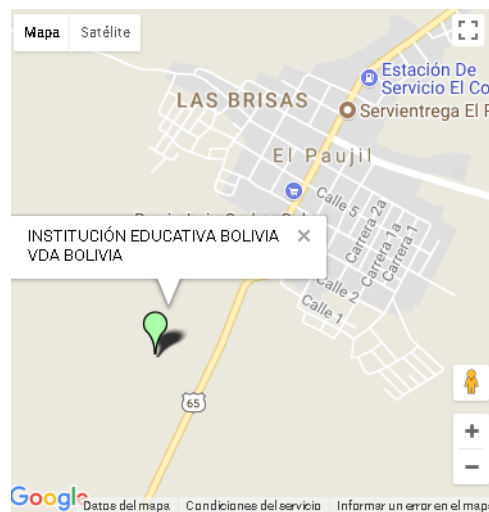 Mapa Satélite
Estación De
Servicio El Co
LAS BRISAS
Servientrega El P
El Paujil
Calle 5
Carrera 2a
Carrera 1a
Carrera 1
INSTITUCIÓN EDUCATIVA BOLIVIA
VDA BOLIVIA
Calle 2
Calle 1
65
Google
Datos del mapa Condiciones del servicio Informar un error en el mapa